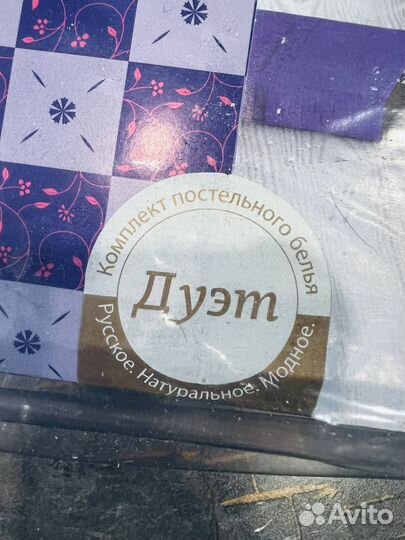 Комплект постельного белья
Дуэт
Русское. Натуральное. Модное.
Avito